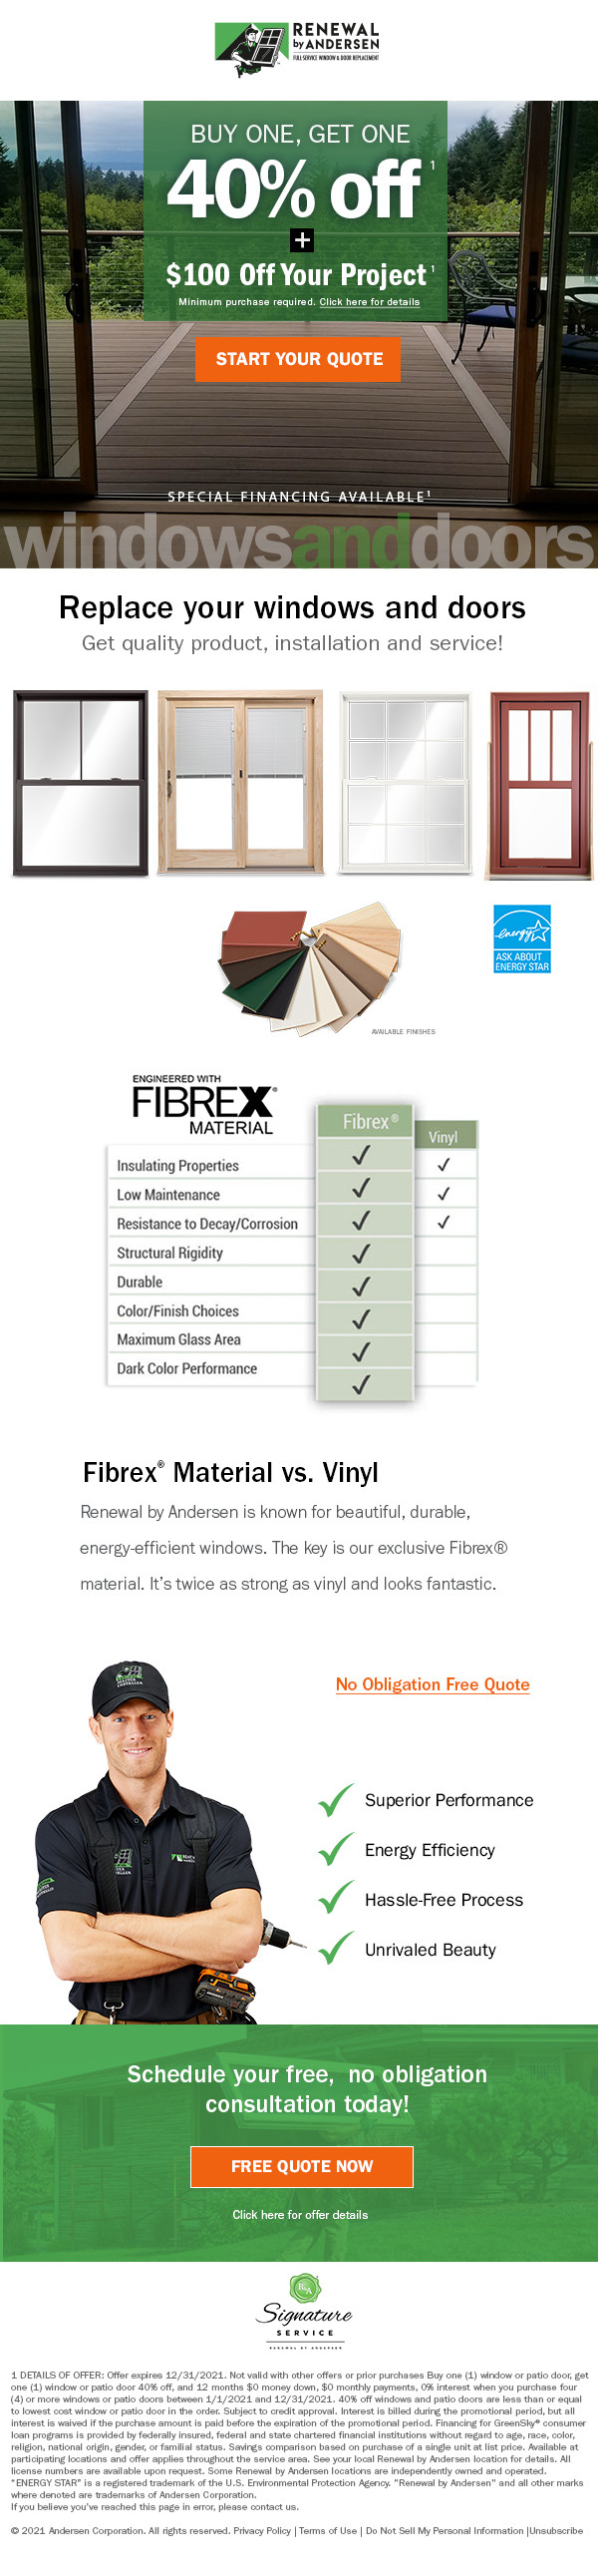 RENEWAL
by ANDERSEN
FULL-SERVICE WINDOW & DOOR REPLACEMENT
BUY ONE, GET ONE
40% off 1
+
$100 Off Your Project 1
Minimum purchase required. Click here for details
START YOUR QUOTE
SPECIAL FINANCING AVAILABLE1
windowsanddoors
Replace your windows and doors
Get quality product, installation and service!
energy
ASK ABOUT
ENERGY STAR
AVAILABLE FINISHES
ENGINEERED WITH
FIBREX®
MATERIAL
Fibrex® Vinyl
Insulating Properties ✓ ✓
Low Maintenance ✓ ✓
Resistance to Decay/Corrosion ✓ ✓
Structural Rigidity ✓
Durable ✓
Color/Finish Choices ✓
Maximum Glass Area ✓
Dark Color Performance ✓
Fibrex® Material vs. Vinyl
Renewal by Andersen is known for beautiful, durable,
energy-efficient windows. The key is our exclusive Fibrex®
material. It's twice as strong as vinyl and looks fantastic.
No Obligation Free Quote
Superior Performance
Energy Efficiency
Hassle-Free Process
Unrivaled Beauty
Schedule your free, no obligation
consultation today!
FREE QUOTE NOW
Click here for offer details
RbA
Signature
SERVICE
RENEWAL BY ANDERSEN
1 DETAILS OF OFFER: Offer expires 12/31/2021. Not valid with other offers or prior purchases Buy one (1) window or patio door, get
one (1) window or patio door 40% off, and 12 months $0 money down, $0 monthly payments, 0% interest when you purchase four
(4) or more windows or patio doors between 1/1/2021 and 12/31/2021. 40% off windows and patio doors are less than or equal
to lowest cost window or patio door in the order. Subject to credit approval. Interest is billed during the promotional period, but all
interest is waived if the purchase amount is paid before the expiration of the promotional period. Financing for GreenSky® consumer
loan programs is provided by federally insured, federal and state chartered financial institutions without regard to age, race, color,
religion, national origin, gender, or familial status. Savings comparison based on purchase of a single unit at list price. Available at
participating locations and offer applies throughout the service area. See your local Renewal by Andersen location for details. All
license numbers are available upon request. Some Renewal by Andersen locations are independently owned and operated.
"ENERGY STAR" is a registered trademark of the U.S. Environmental Protection Agency. "Renewal by Andersen" and all other marks
where denoted are trademarks of Andersen Corporation.
If you believe you've reached this page in error, please contact us.
© 2021 Andersen Corporation. All rights reserved. Privacy Policy | Terms of Use | Do Not Sell My Personal Information |Unsubscribe